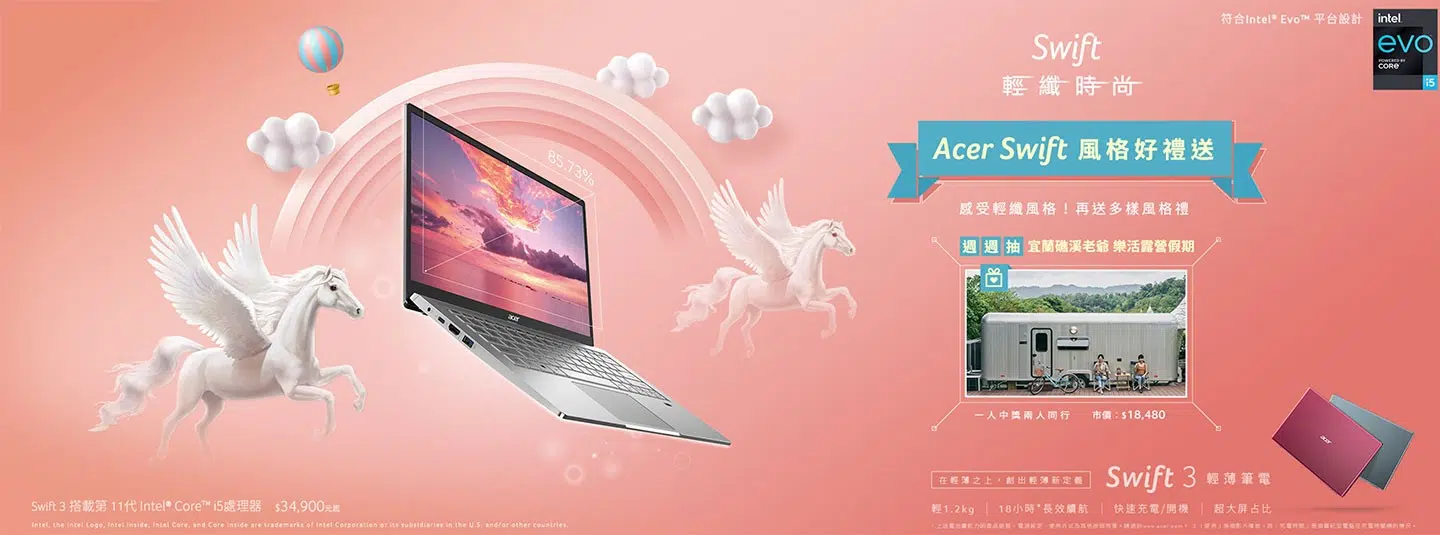 符合Intel® Evo™ 平台設計
intel.
evo
POWERED BY
CORE
i5
Swift
輕纖時尚
Acer Swift 風格好禮送
感受輕纖風格！再送多樣風格禮
週週抽 宜蘭礁溪老爺 樂活露營假期
85.73%
acer
一人中獎兩人同行 市價：$18,480
acer
在輕薄之上，創出輕薄新定義
Swift 3 輕薄筆電
輕1.2kg | 18小時*長效續航 | 快速充電/開機 | 超大屏占比
Swift 3 搭載第 11代 Intel® Core™ i5處理器 $34,900元起
Intel, the Intel Logo, Intel Inside, Intel Core, and Core Inside are trademarks of Intel Corporation or its subsidiaries in the U.S. and/or other countries.